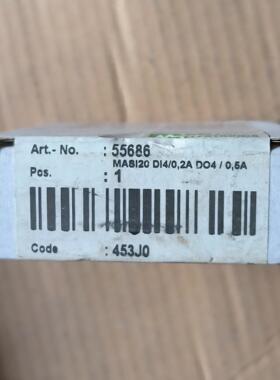 Art.- No. : 55686
MASI20 DI4/0,2A DO4 / 0,5A
Pos. : 1
Code : 453J0